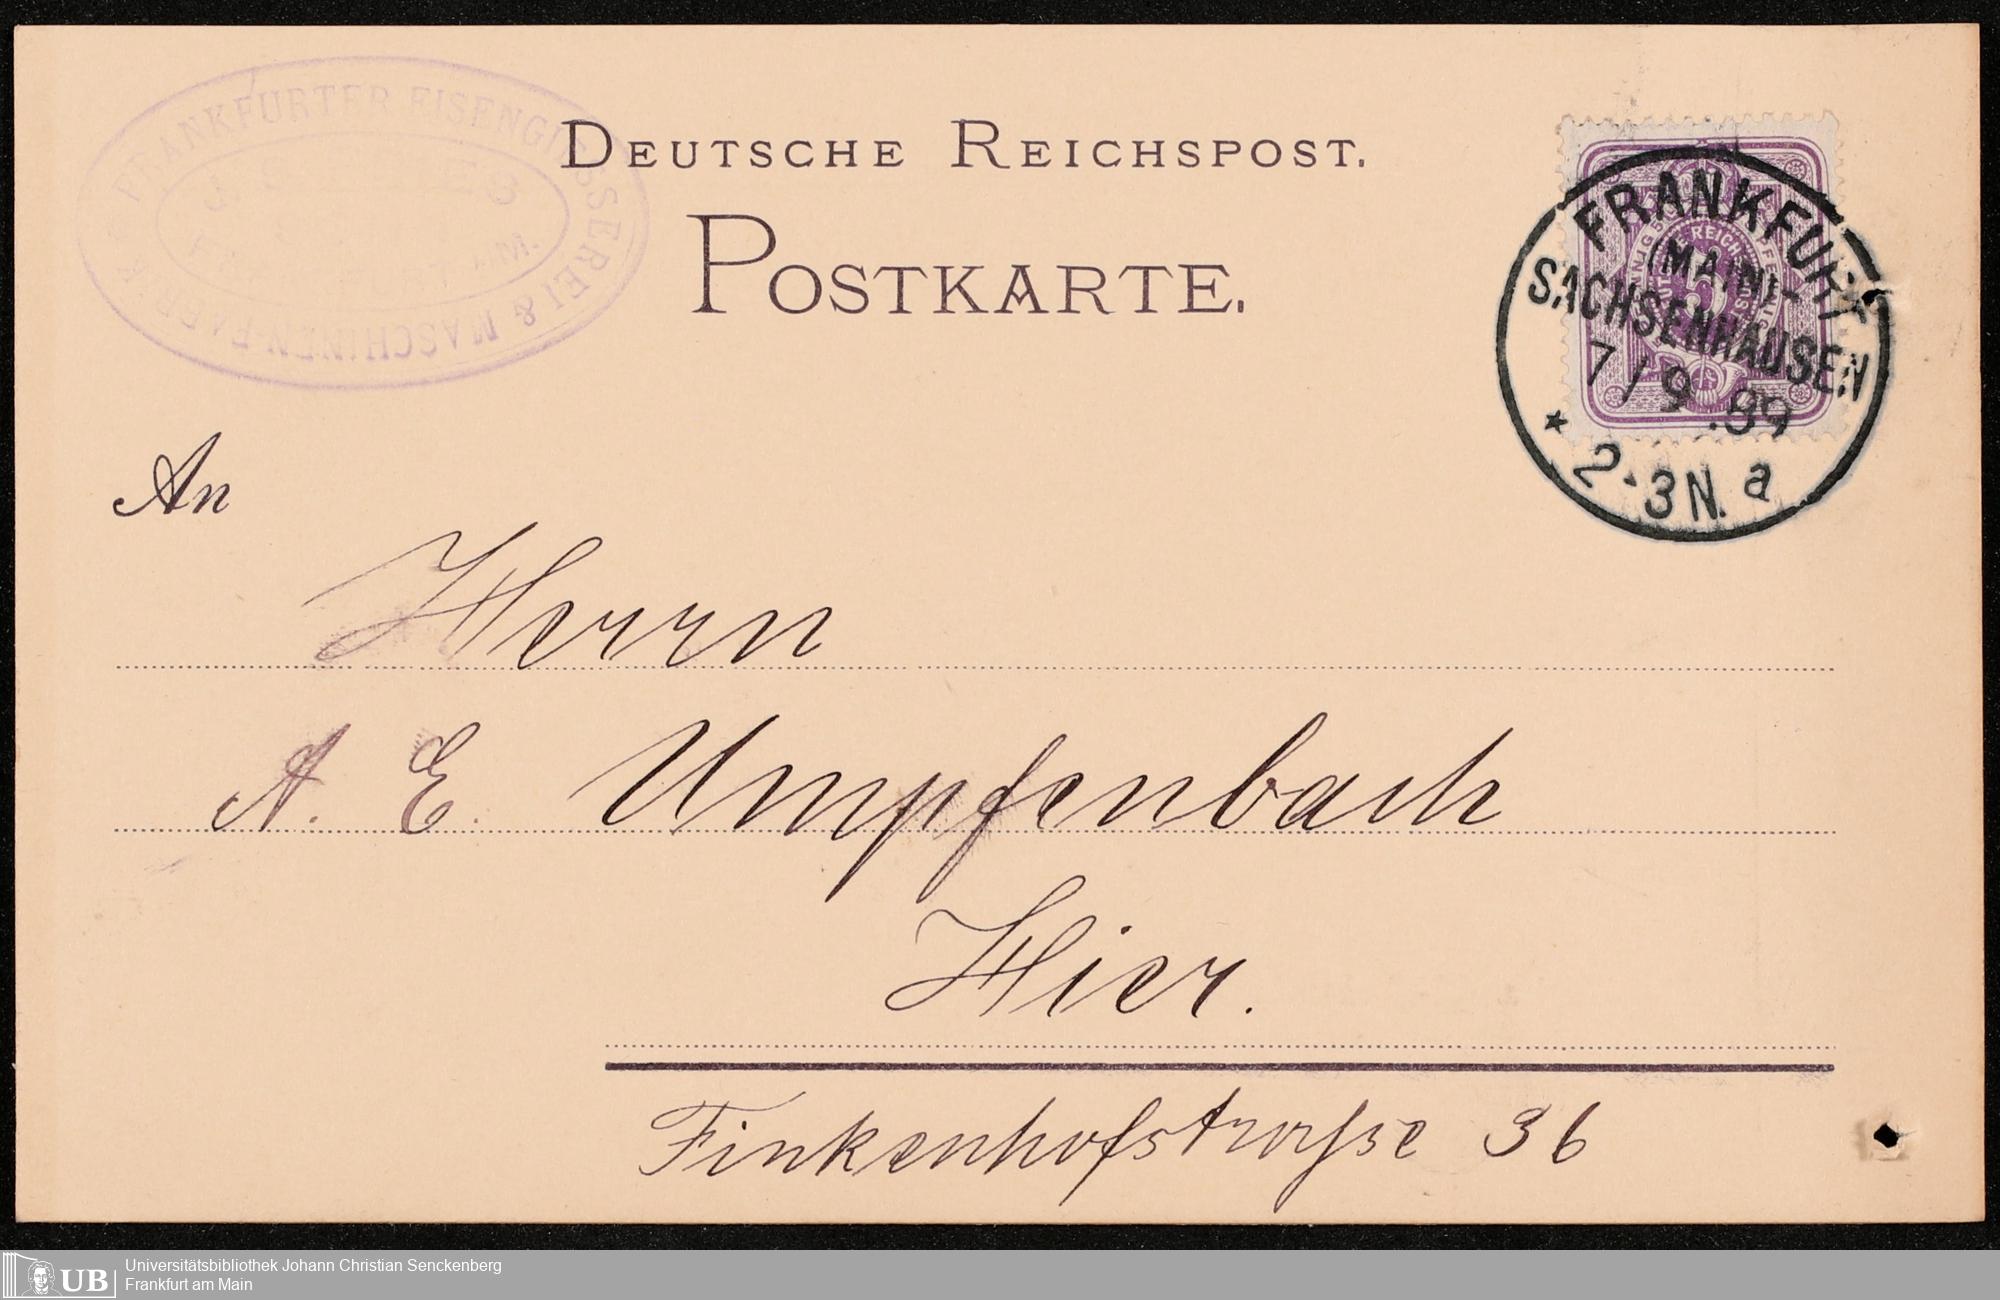 FRANKFURTER EISENGIESSEREI & MASCHINEN-FABRIK
DEUTSCHE REICHSPOST.
POSTKARTE.
FRANKFURT
(MAIN)-
SACHSENHAUSEN
7/9.89
* 2-3N. a
An
Herrn
A. E. Umpfenbach
Hier.
Finkenhofstraße 36
UB
Universitätsbibliothek Johann Christian Senckenberg
Frankfurt am Main